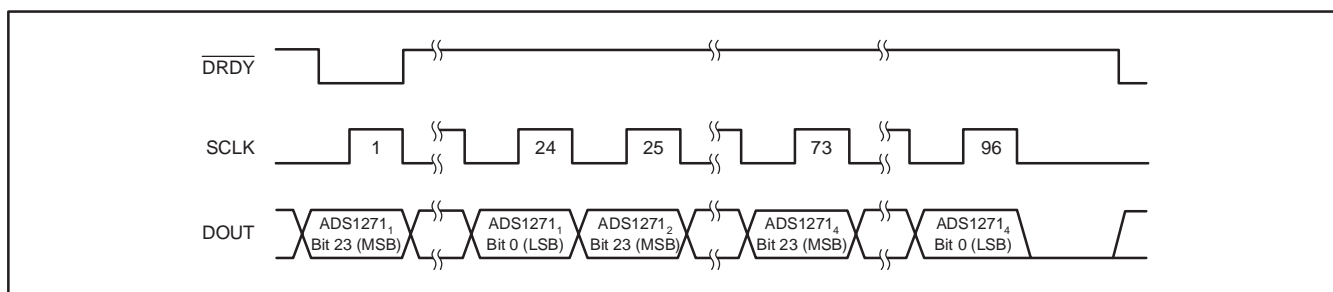 DRDY
SCLK
1
24
25
73
96
DOUT
ADS1271₁
Bit 23 (MSB)
ADS1271₁
Bit 0 (LSB)
ADS1271₂
Bit 23 (MSB)
ADS1271₄
Bit 23 (MSB)
ADS1271₄
Bit 0 (LSB)